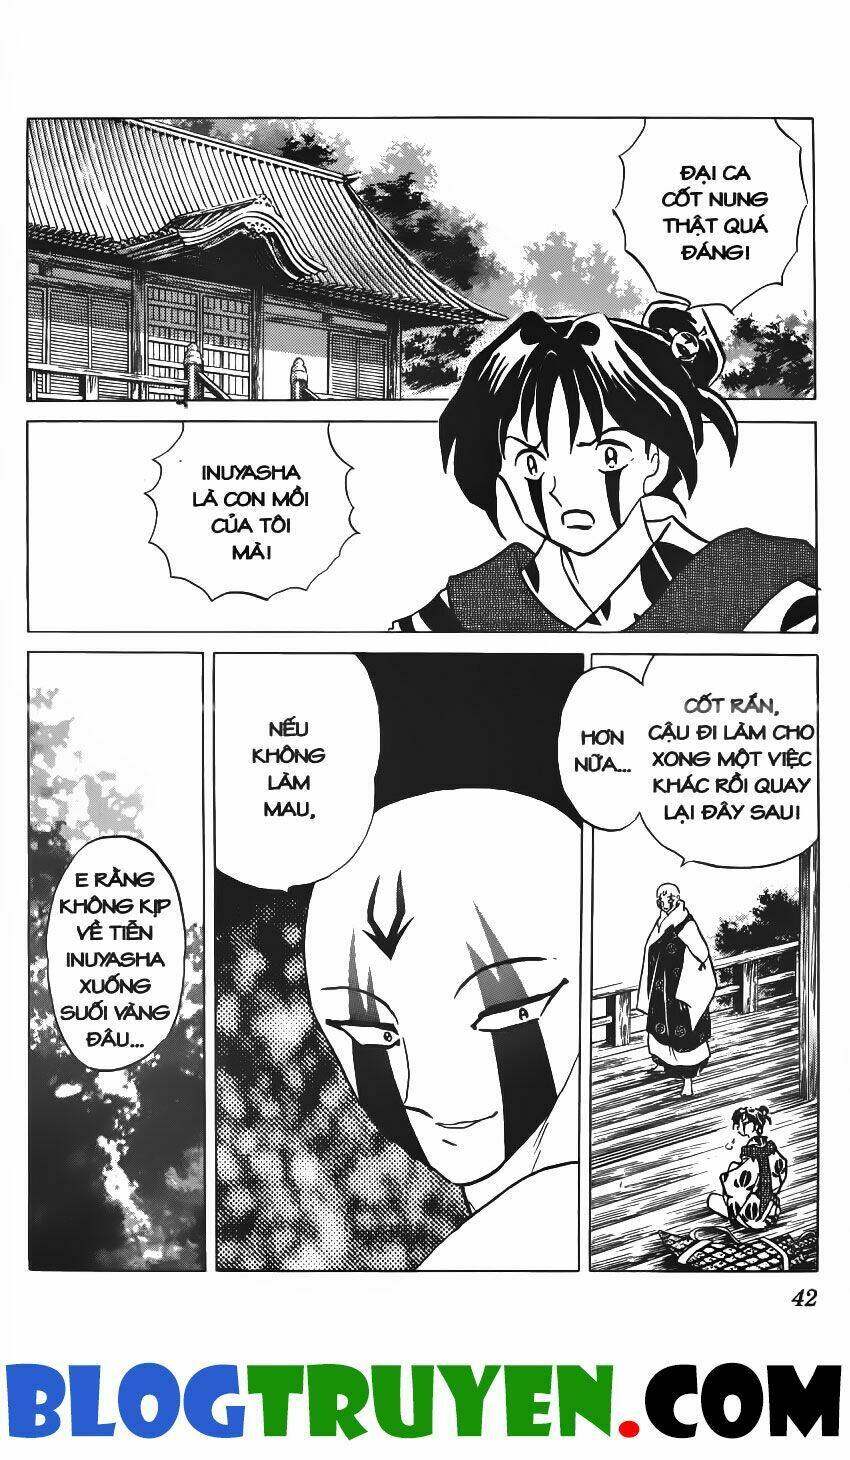 ĐẠI CA
CỐT NUNG
THẬT QUÁ
ĐÁNG!
INUYASHA
LÀ CON MỒI
CỦA TÔI
MÀ!
CỐT RẮN,
CẬU ĐI LÀM CHO
XONG MỘT VIỆC
KHÁC RỒI QUAY
LẠI ĐÂY SAU!
HƠN
NỮA...
NẾU
KHÔNG
LÀM
MAU,
E RẰNG
KHÔNG KỊP
VỀ TIỄN
INUYASHA
XUỐNG
SUỐI VÀNG
ĐÂU...
42
BLOGTRUYEN.COM